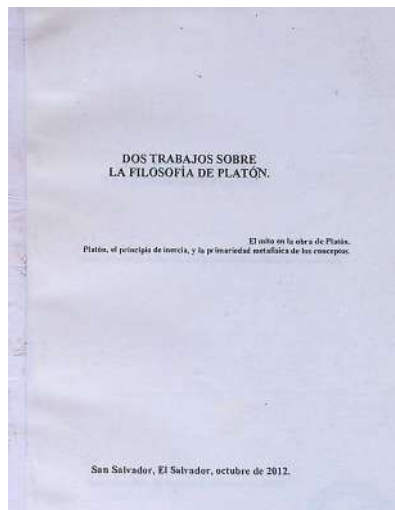 DOS TRABAJOS SOBRE
LA FILOSOFÍA DE PLATÓN.
El mito en la obra de Platón.
Platón, el principio de inercia, y la primariedad metafísica de los conceptos.
San Salvador, El Salvador, octubre de 2012.